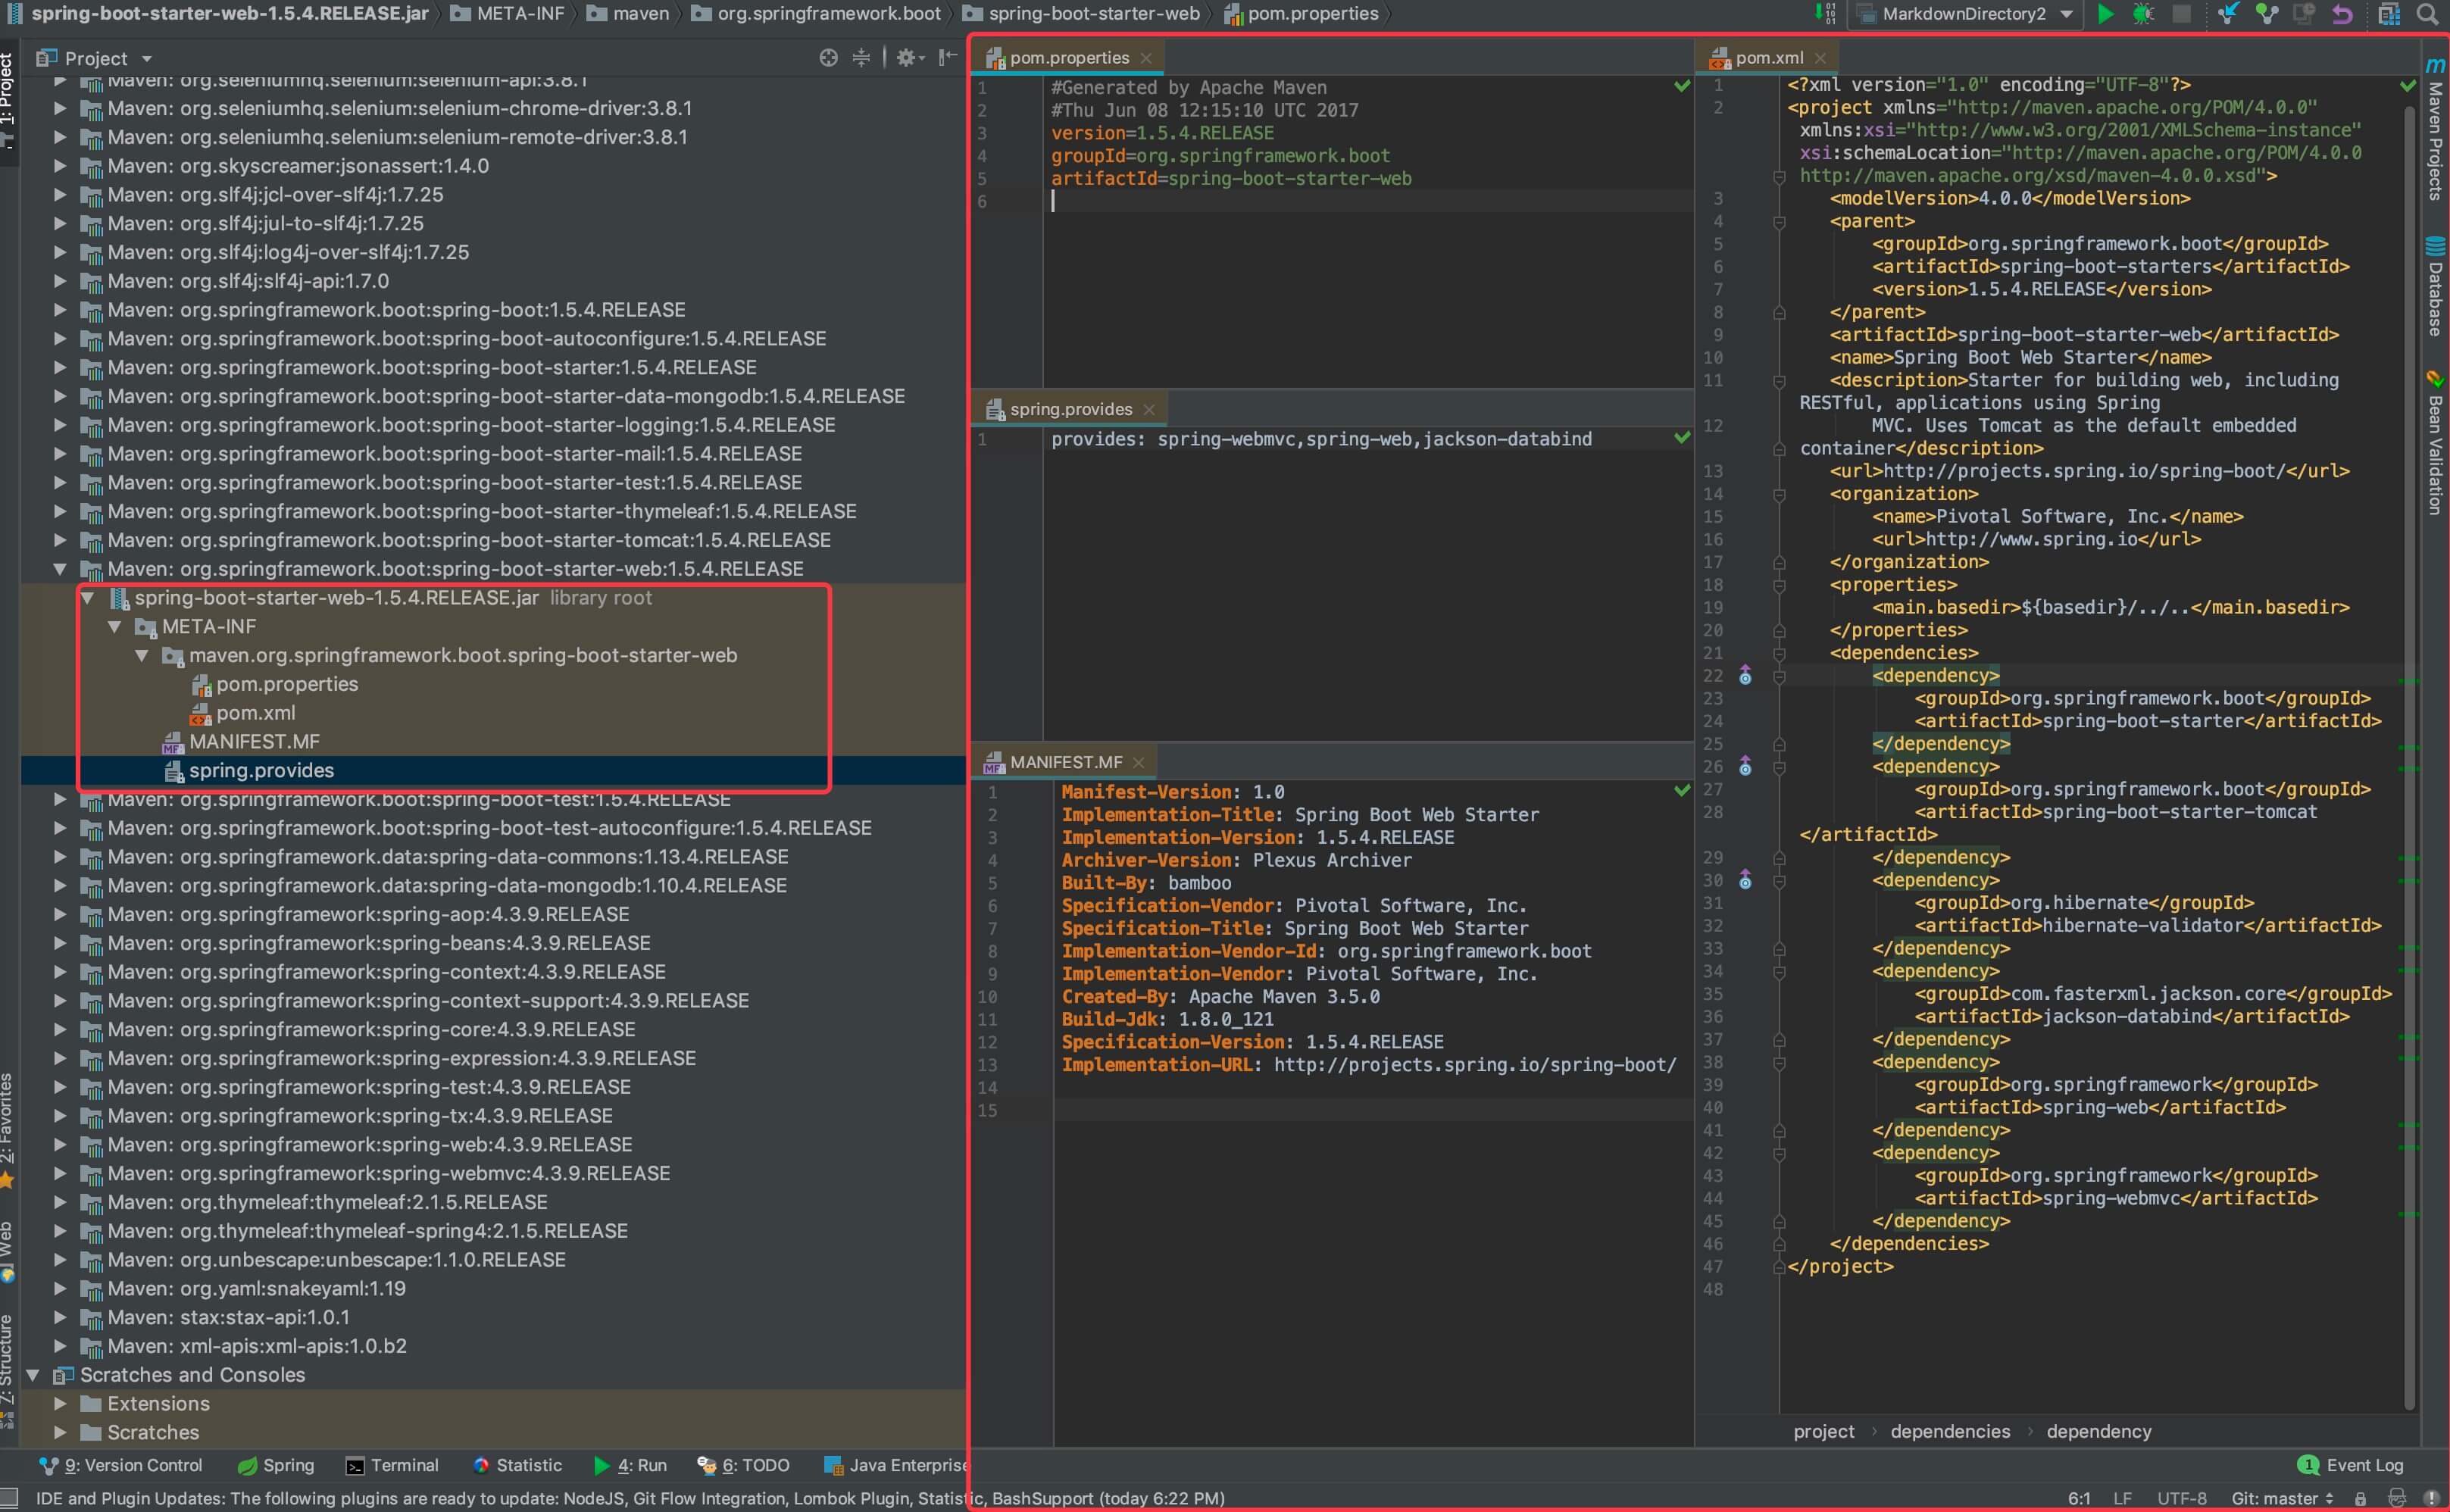 spring-boot-starter-web-1.5.4.RELEASE.jar META-INF maven org.springframework.boot spring-boot-starter-web pom.properties
MarkdownDirectory2
1: Project
2: Favorites
Web
7: Structure
Project
Maven: org.seleniumhq.selenium:selenium-api:3.8.1
Maven: org.seleniumhq.selenium:selenium-chrome-driver:3.8.1
Maven: org.seleniumhq.selenium:selenium-remote-driver:3.8.1
Maven: org.skyscreamer:jsonassert:1.4.0
Maven: org.slf4j:jcl-over-slf4j:1.7.25
Maven: org.slf4j:jul-to-slf4j:1.7.25
Maven: org.slf4j:log4j-over-slf4j:1.7.25
Maven: org.slf4j:slf4j-api:1.7.0
Maven: org.springframework.boot:spring-boot:1.5.4.RELEASE
Maven: org.springframework.boot:spring-boot-autoconfigure:1.5.4.RELEASE
Maven: org.springframework.boot:spring-boot-starter:1.5.4.RELEASE
Maven: org.springframework.boot:spring-boot-starter-data-mongodb:1.5.4.RELEASE
Maven: org.springframework.boot:spring-boot-starter-logging:1.5.4.RELEASE
Maven: org.springframework.boot:spring-boot-starter-mail:1.5.4.RELEASE
Maven: org.springframework.boot:spring-boot-starter-test:1.5.4.RELEASE
Maven: org.springframework.boot:spring-boot-starter-thymeleaf:1.5.4.RELEASE
Maven: org.springframework.boot:spring-boot-starter-tomcat:1.5.4.RELEASE
Maven: org.springframework.boot:spring-boot-starter-web:1.5.4.RELEASE
spring-boot-starter-web-1.5.4.RELEASE.jar library root
META-INF
maven.org.springframework.boot.spring-boot-starter-web
pom.properties
pom.xml
MANIFEST.MF
spring.provides
Maven: org.springframework.boot:spring-boot-test:1.5.4.RELEASE
Maven: org.springframework.boot:spring-boot-test-autoconfigure:1.5.4.RELEASE
Maven: org.springframework.data:spring-data-commons:1.13.4.RELEASE
Maven: org.springframework.data:spring-data-mongodb:1.10.4.RELEASE
Maven: org.springframework:spring-aop:4.3.9.RELEASE
Maven: org.springframework:spring-beans:4.3.9.RELEASE
Maven: org.springframework:spring-context:4.3.9.RELEASE
Maven: org.springframework:spring-context-support:4.3.9.RELEASE
Maven: org.springframework:spring-core:4.3.9.RELEASE
Maven: org.springframework:spring-expression:4.3.9.RELEASE
Maven: org.springframework:spring-test:4.3.9.RELEASE
Maven: org.springframework:spring-tx:4.3.9.RELEASE
Maven: org.springframework:spring-web:4.3.9.RELEASE
Maven: org.springframework:spring-webmvc:4.3.9.RELEASE
Maven: org.thymeleaf:thymeleaf:2.1.5.RELEASE
Maven: org.thymeleaf:thymeleaf-spring4:2.1.5.RELEASE
Maven: org.unbescape:unbescape:1.1.0.RELEASE
Maven: org.yaml:snakeyaml:1.19
Maven: stax:stax-api:1.0.1
Maven: xml-apis:xml-apis:1.0.b2
Scratches and Consoles
Extensions
Scratches
pom.properties
1 #Generated by Apache Maven
2 #Thu Jun 08 12:15:10 UTC 2017
3 version=1.5.4.RELEASE
4 groupId=org.springframework.boot
5 artifactId=spring-boot-starter-web
6
spring.provides
1 provides: spring-webmvc,spring-web,jackson-databind
MANIFEST.MF
1 Manifest-Version: 1.0
2 Implementation-Title: Spring Boot Web Starter
3 Implementation-Version: 1.5.4.RELEASE
4 Archiver-Version: Plexus Archiver
5 Built-By: bamboo
6 Specification-Vendor: Pivotal Software, Inc.
7 Specification-Title: Spring Boot Web Starter
8 Implementation-Vendor-Id: org.springframework.boot
9 Implementation-Vendor: Pivotal Software, Inc.
10 Created-By: Apache Maven 3.5.0
11 Build-Jdk: 1.8.0_121
12 Specification-Version: 1.5.4.RELEASE
13 Implementation-URL: http://projects.spring.io/spring-boot/
14
15
pom.xml
1 <?xml version="1.0" encoding="UTF-8"?>
2 <project xmlns="http://maven.apache.org/POM/4.0.0"
xmlns:xsi="http://www.w3.org/2001/XMLSchema-instance"
xsi:schemaLocation="http://maven.apache.org/POM/4.0.0
http://maven.apache.org/xsd/maven-4.0.0.xsd">
3 <modelVersion>4.0.0</modelVersion>
4 <parent>
5 <groupId>org.springframework.boot</groupId>
6 <artifactId>spring-boot-starters</artifactId>
7 <version>1.5.4.RELEASE</version>
8 </parent>
9 <artifactId>spring-boot-starter-web</artifactId>
10 <name>Spring Boot Web Starter</name>
11 <description>Starter for building web, including
RESTful, applications using Spring
12 MVC. Uses Tomcat as the default embedded
container</description>
13 <url>http://projects.spring.io/spring-boot/</url>
14 <organization>
15 <name>Pivotal Software, Inc.</name>
16 <url>http://www.spring.io</url>
17 </organization>
18 <properties>
19 <main.basedir>${basedir}/../..</main.basedir>
20 </properties>
21 <dependencies>
22 <dependency>
23 <groupId>org.springframework.boot</groupId>
24 <artifactId>spring-boot-starter</artifactId>
25 </dependency>
26 <dependency>
27 <groupId>org.springframework.boot</groupId>
28 <artifactId>spring-boot-starter-tomcat
</artifactId>
29 </dependency>
30 <dependency>
31 <groupId>org.hibernate</groupId>
32 <artifactId>hibernate-validator</artifactId>
33 </dependency>
34 <dependency>
35 <groupId>com.fasterxml.jackson.core</groupId>
36 <artifactId>jackson-databind</artifactId>
37 </dependency>
38 <dependency>
39 <groupId>org.springframework</groupId>
40 <artifactId>spring-web</artifactId>
41 </dependency>
42 <dependency>
43 <groupId>org.springframework</groupId>
44 <artifactId>spring-webmvc</artifactId>
45 </dependency>
46 </dependencies>
47 </project>
48
project dependencies dependency
Maven Projects
Database
Bean Validation
9: Version Control Spring Terminal Statistic 4: Run 6: TODO Java Enterprise
1 Event Log
IDE and Plugin Updates: The following plugins are ready to update: NodeJS, Git Flow Integration, Lombok Plugin, Statistic, BashSupport (today 6:22 PM)
6:1 LF UTF-8 Git: master